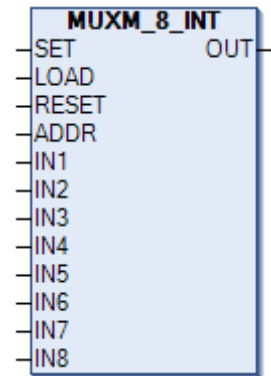 MUXM_8_INT
SET OUT
LOAD
RESET
ADDR
IN1
IN2
IN3
IN4
IN5
IN6
IN7
IN8